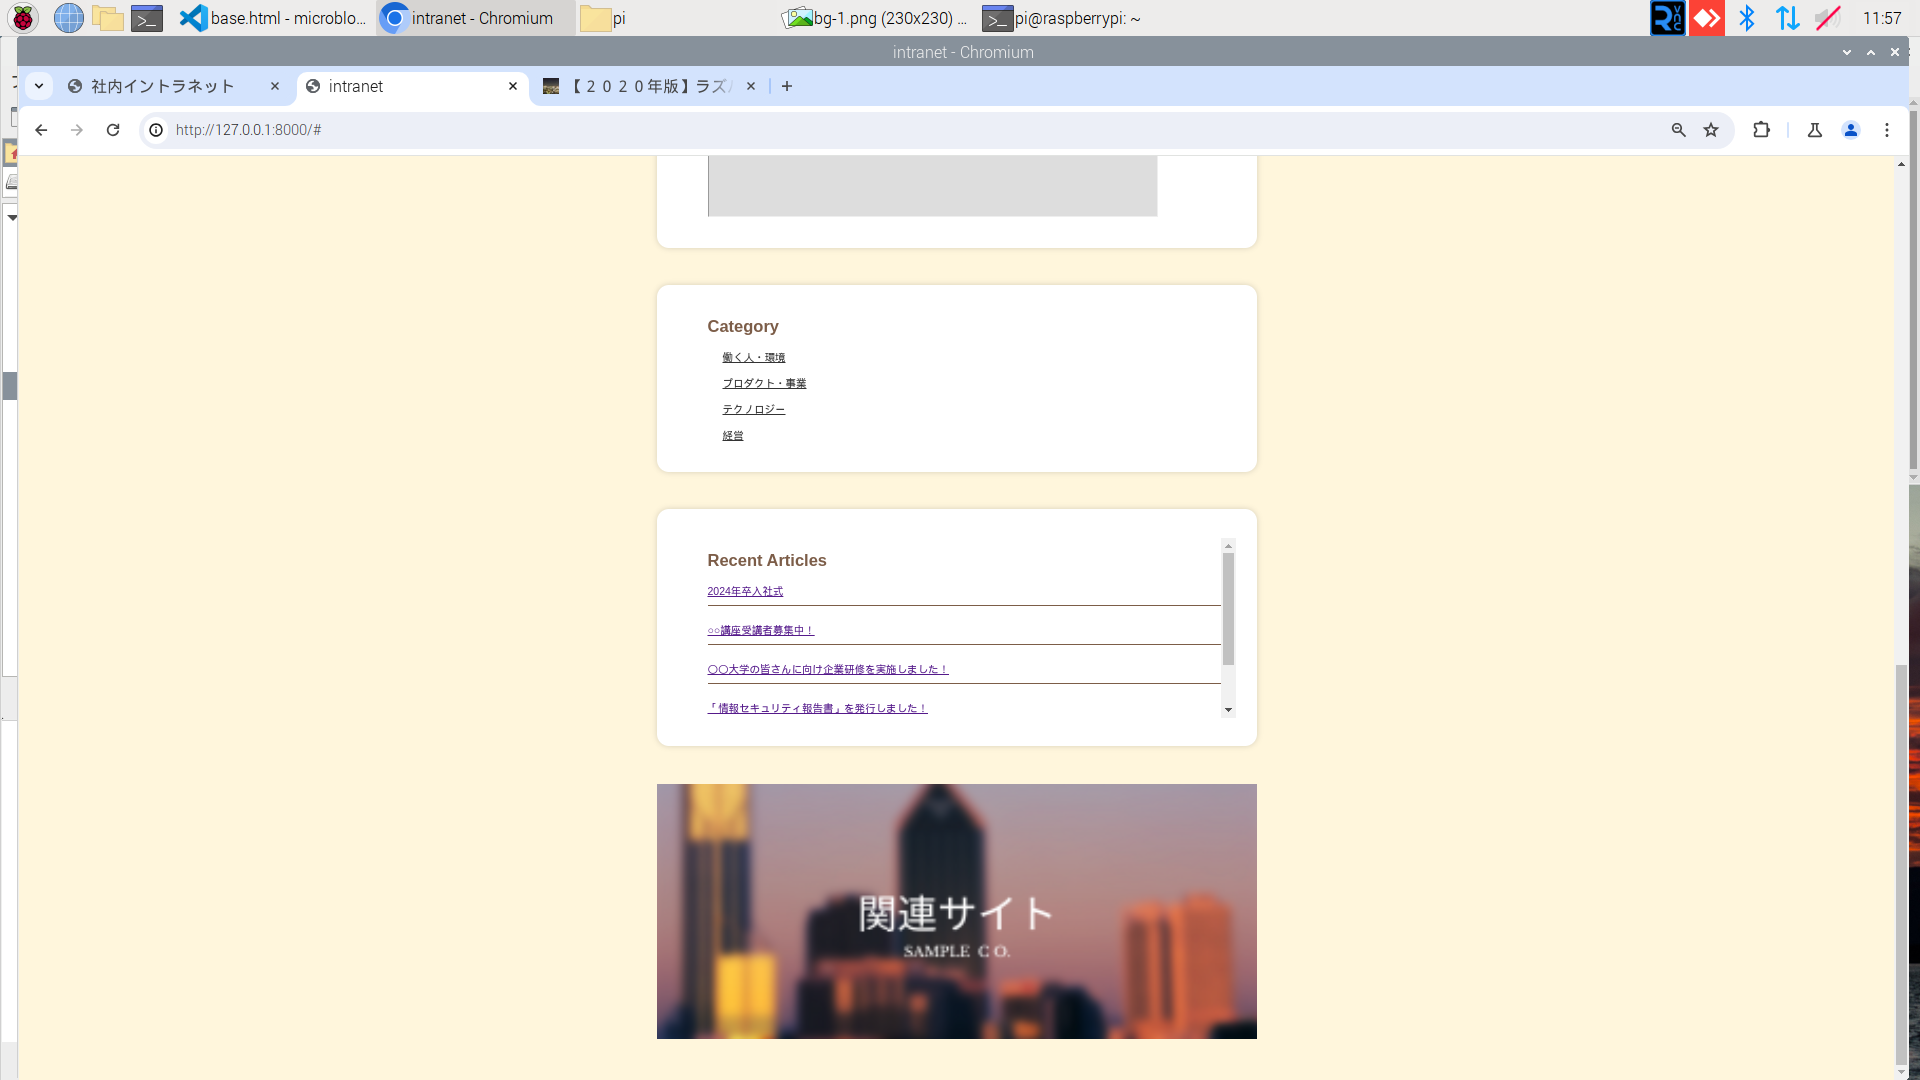 base.html - microblo...
intranet - Chromium
pi
bg-1.png (230x230) ...
pi@raspberrypi: ~
11:57
intranet - Chromium
社内イントラネット
intranet
【２０２０年版】ラズ
http://127.0.0.1:8000/#
Category
働く人・環境
プロダクト・事業
テクノロジー
経営
Recent Articles
2024年卒入社式
○○講座受講者募集中！
〇〇大学の皆さんに向け企業研修を実施しました！
「情報セキュリティ報告書」を発行しました！
関連サイト
SAMPLE CO.